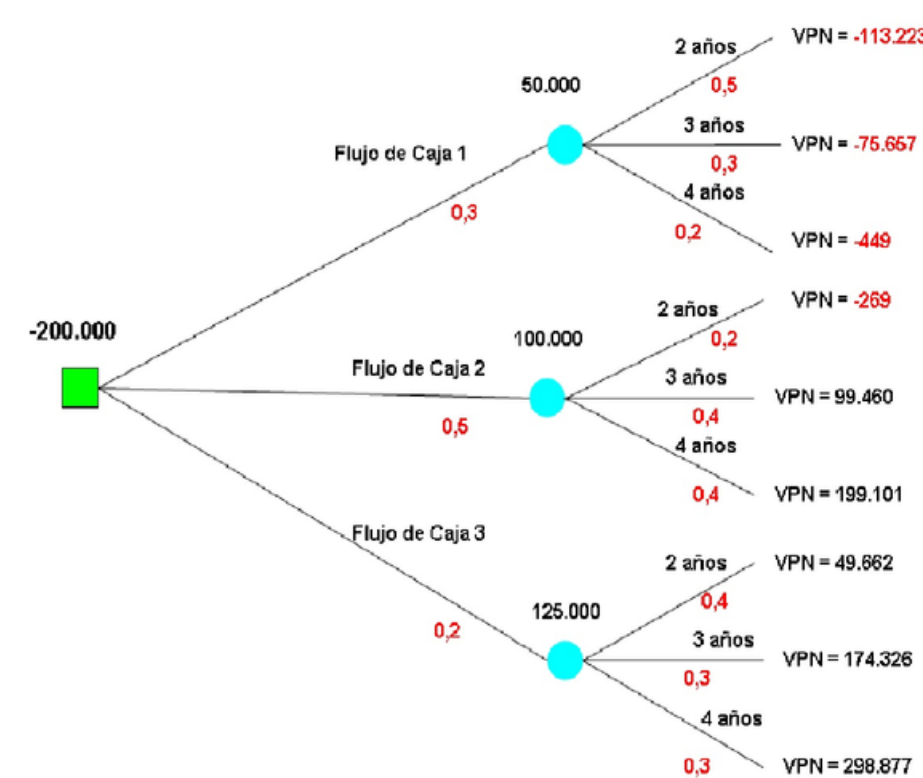 VPN = -113.223
2 años
0,5
50.000
3 años
VPN = -75.657
0,3
Flujo de Caja 1
4 años
0,3
0,2
VPN = -449
VPN = -269
2 años
0,2
-200.000
100.000
Flujo de Caja 2
3 años
VPN = 99.460
0,4
0,5
4 años
0,4
VPN = 199.101
Flujo de Caja 3
2 años
VPN = 49.662
0,4
125.000
0,2
3 años
VPN = 174.326
0,3
4 años
0,3
VPN = 298.877